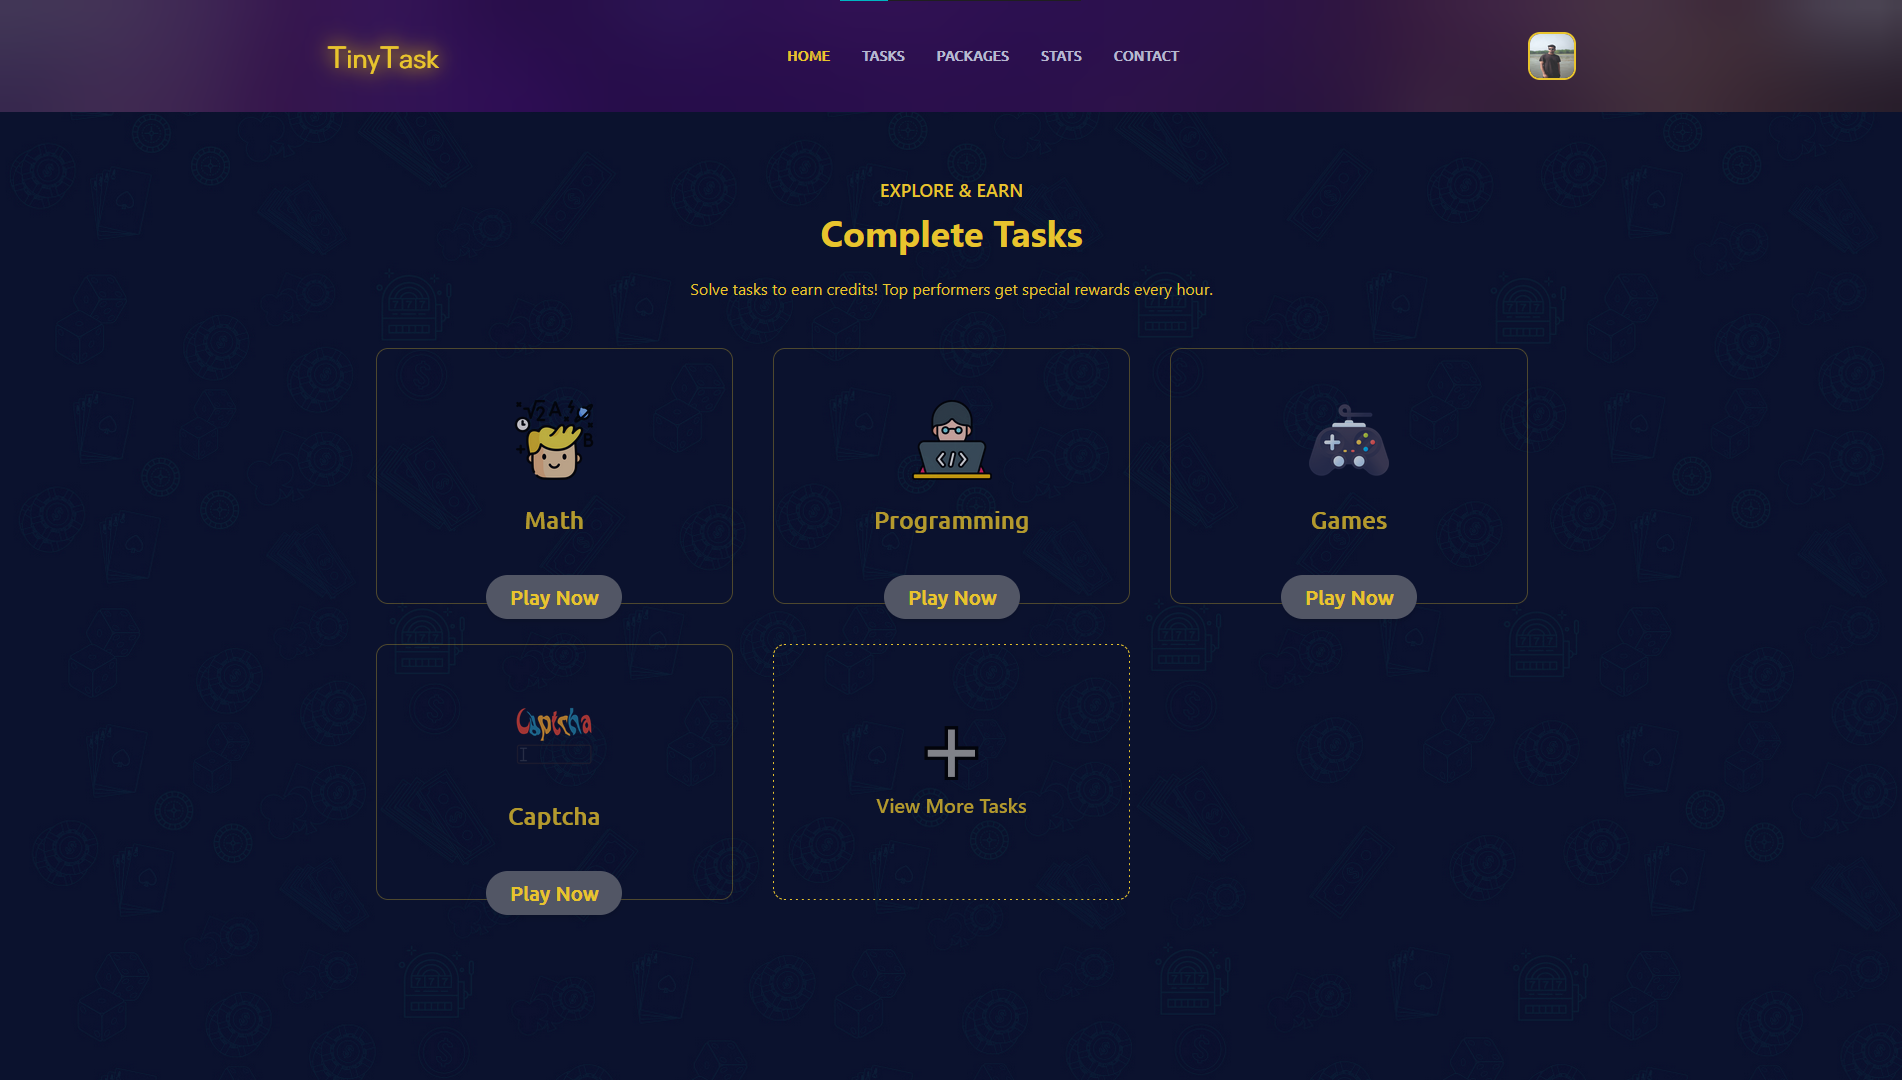 TinyTask
HOME TASKS PACKAGES STATS CONTACT
EXPLORE & EARN
Complete Tasks
Solve tasks to earn credits! Top performers get special rewards every hour.
√2 A
B
</>
Math
Programming
Games
Play Now
Play Now
Play Now
Captcha
Captcha
Play Now
View More Tasks